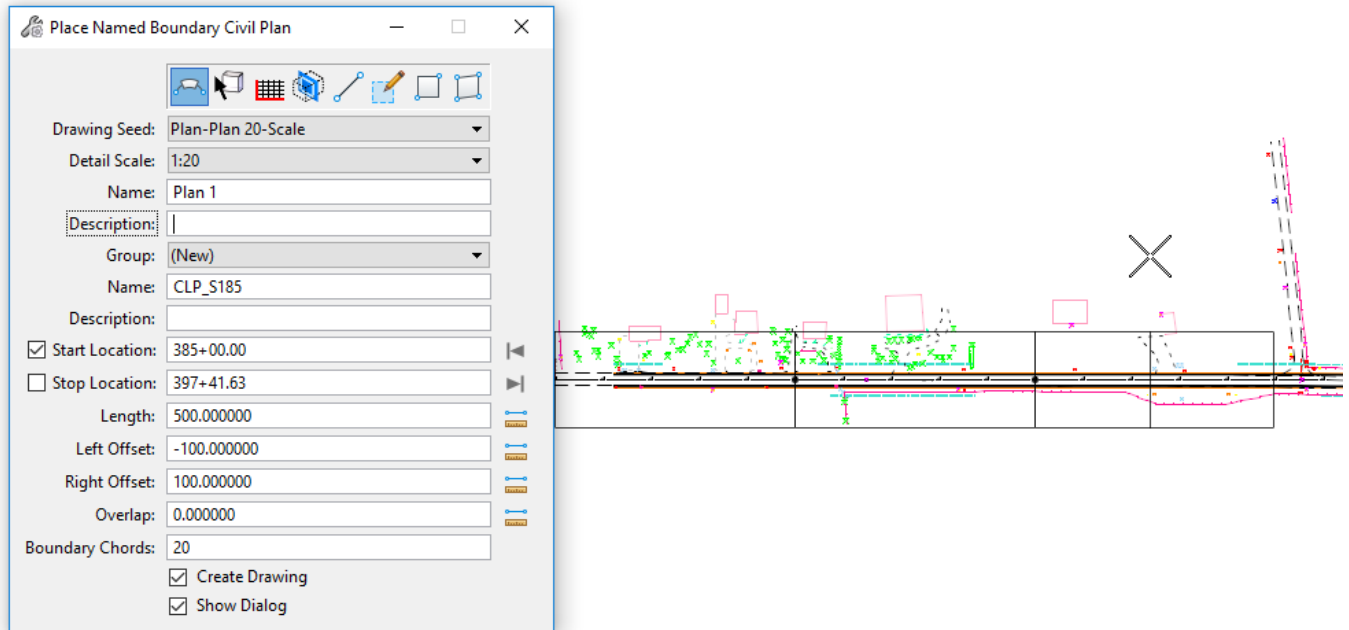 Place Named Boundary Civil Plan
Drawing Seed: Plan-Plan 20-Scale
Detail Scale: 1:20
Name: Plan 1
Description:
Group: (New)
Name: CLP_S185
Description:
Start Location: 385+00.00
Stop Location: 397+41.63
Length: 500.000000
Left Offset: -100.000000
Right Offset: 100.000000
Overlap: 0.000000
Boundary Chords: 20
Create Drawing
Show Dialog